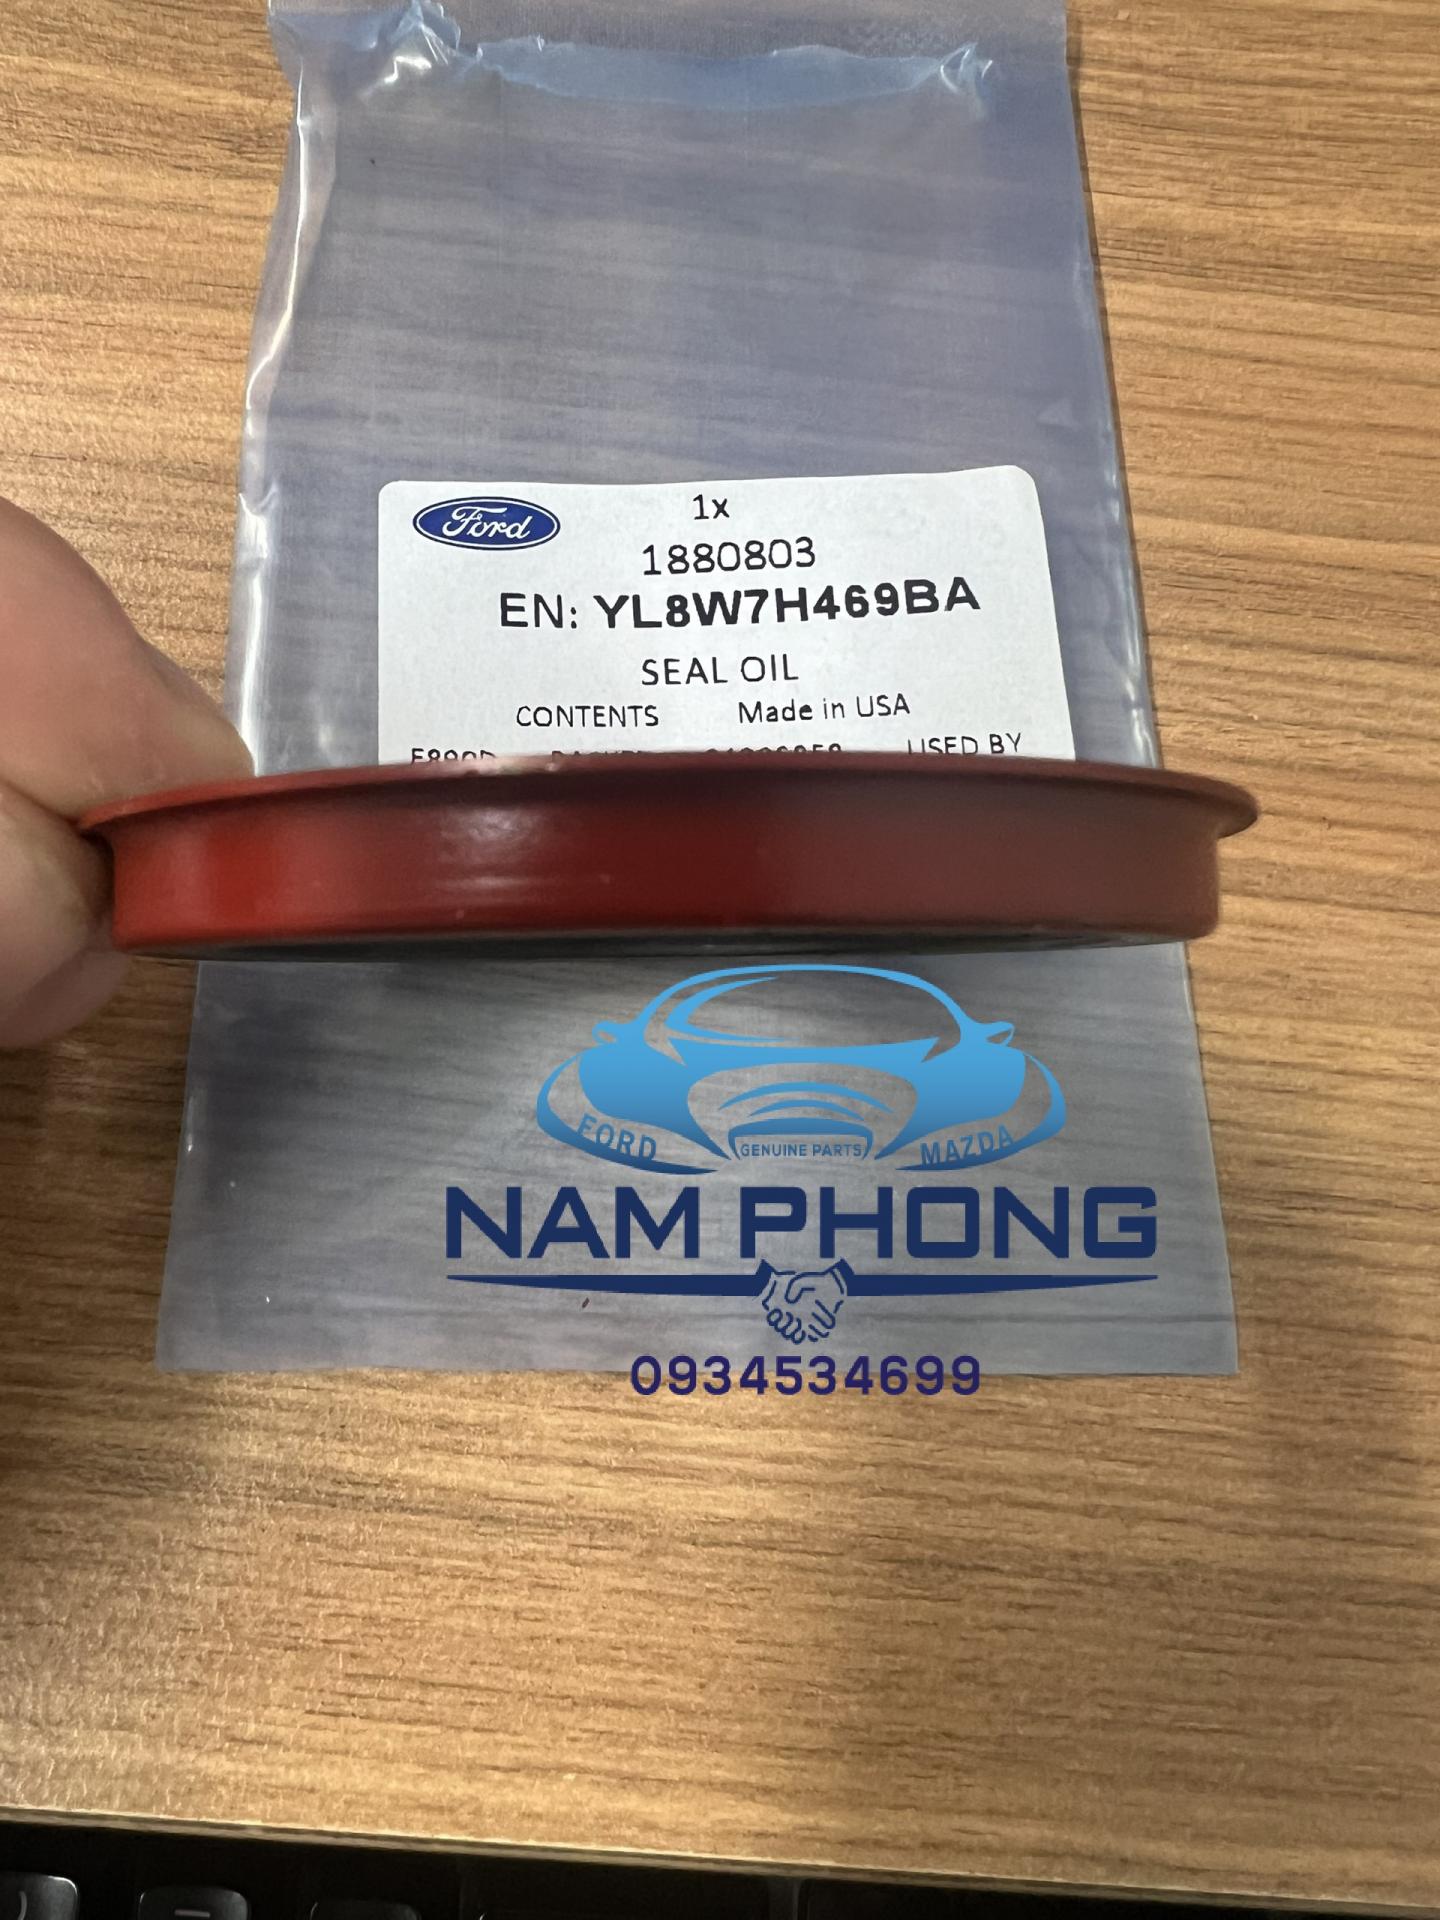 Ford
1x
1880803
EN: YL8W7H469BA
SEAL OIL
CONTENTS Made in USA
USED BY
FORD GENUINE PARTS MAZDA
NAM PHONG
0934534699